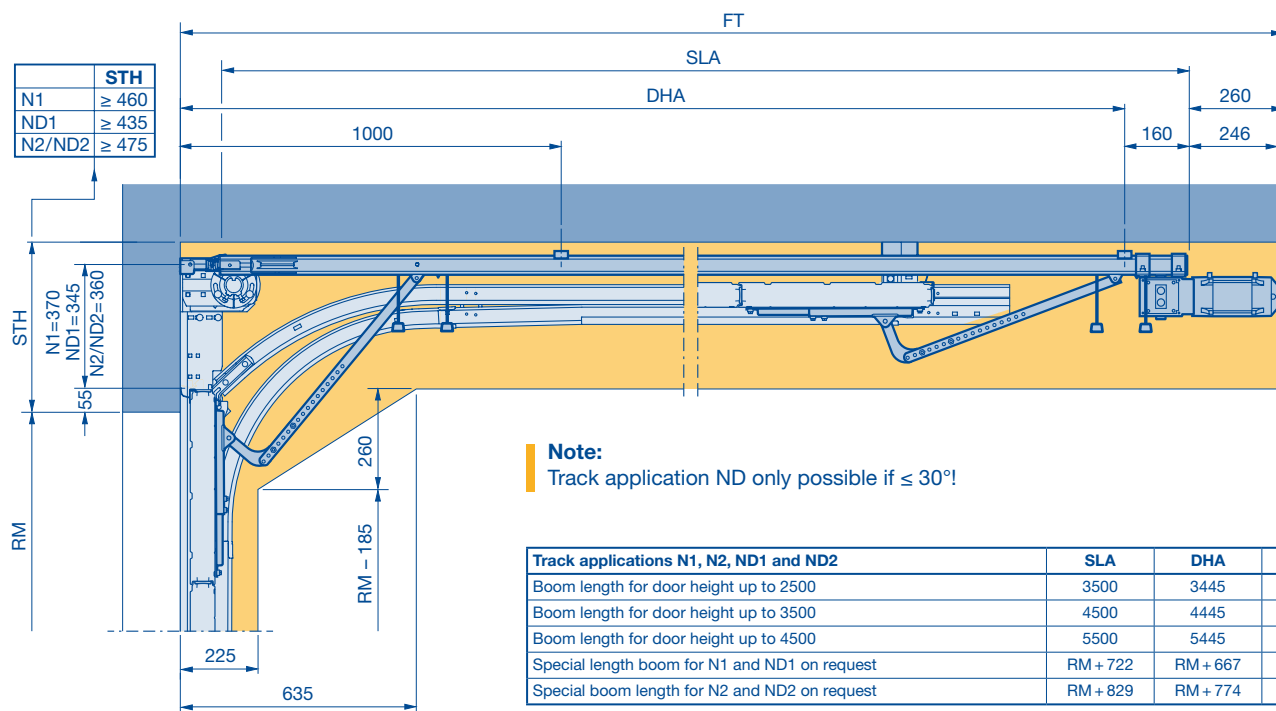 FT
SLA
DHA
260
1000
160
246
STH
N1 ≥ 460
ND1 ≥ 435
N2/ND2 ≥ 475
STH
N1=370
ND1=345
N2/ND2=360
55
RM
260
RM – 185
225
635
Note:
Track application ND only possible if ≤ 30°!
Track applications N1, N2, ND1 and ND2 SLA DHA
Boom length for door height up to 2500 3500 3445
Boom length for door height up to 3500 4500 4445
Boom length for door height up to 4500 5500 5445
Special length boom for N1 and ND1 on request RM + 722 RM + 667
Special boom length for N2 and ND2 on request RM + 829 RM + 774